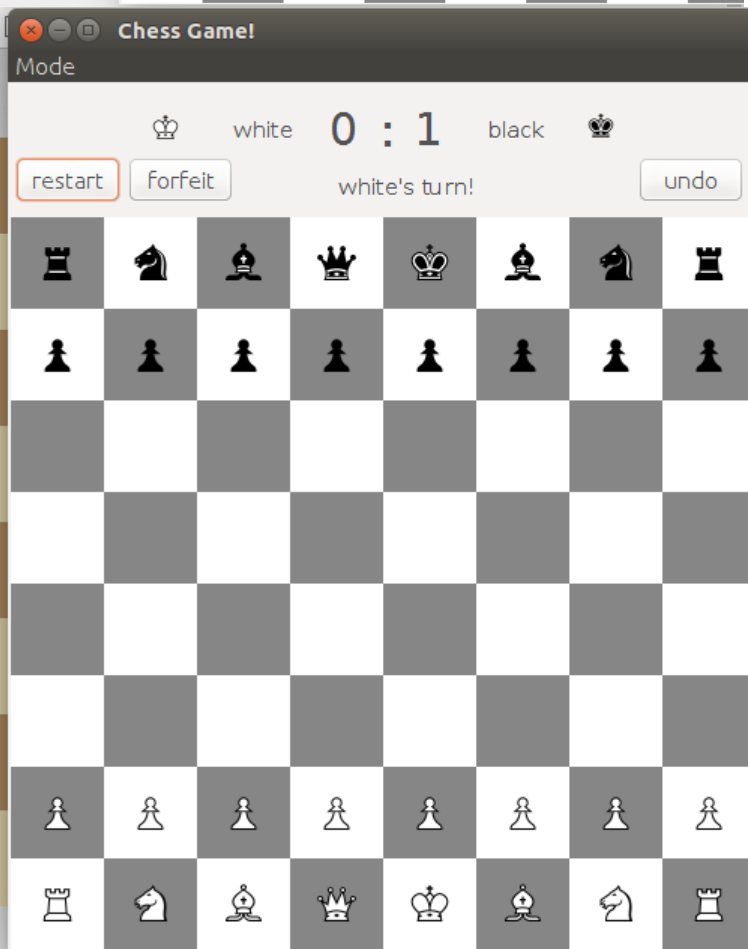 Chess Game!
Mode
white 0 : 1 black
restart forfeit white's turn! undo